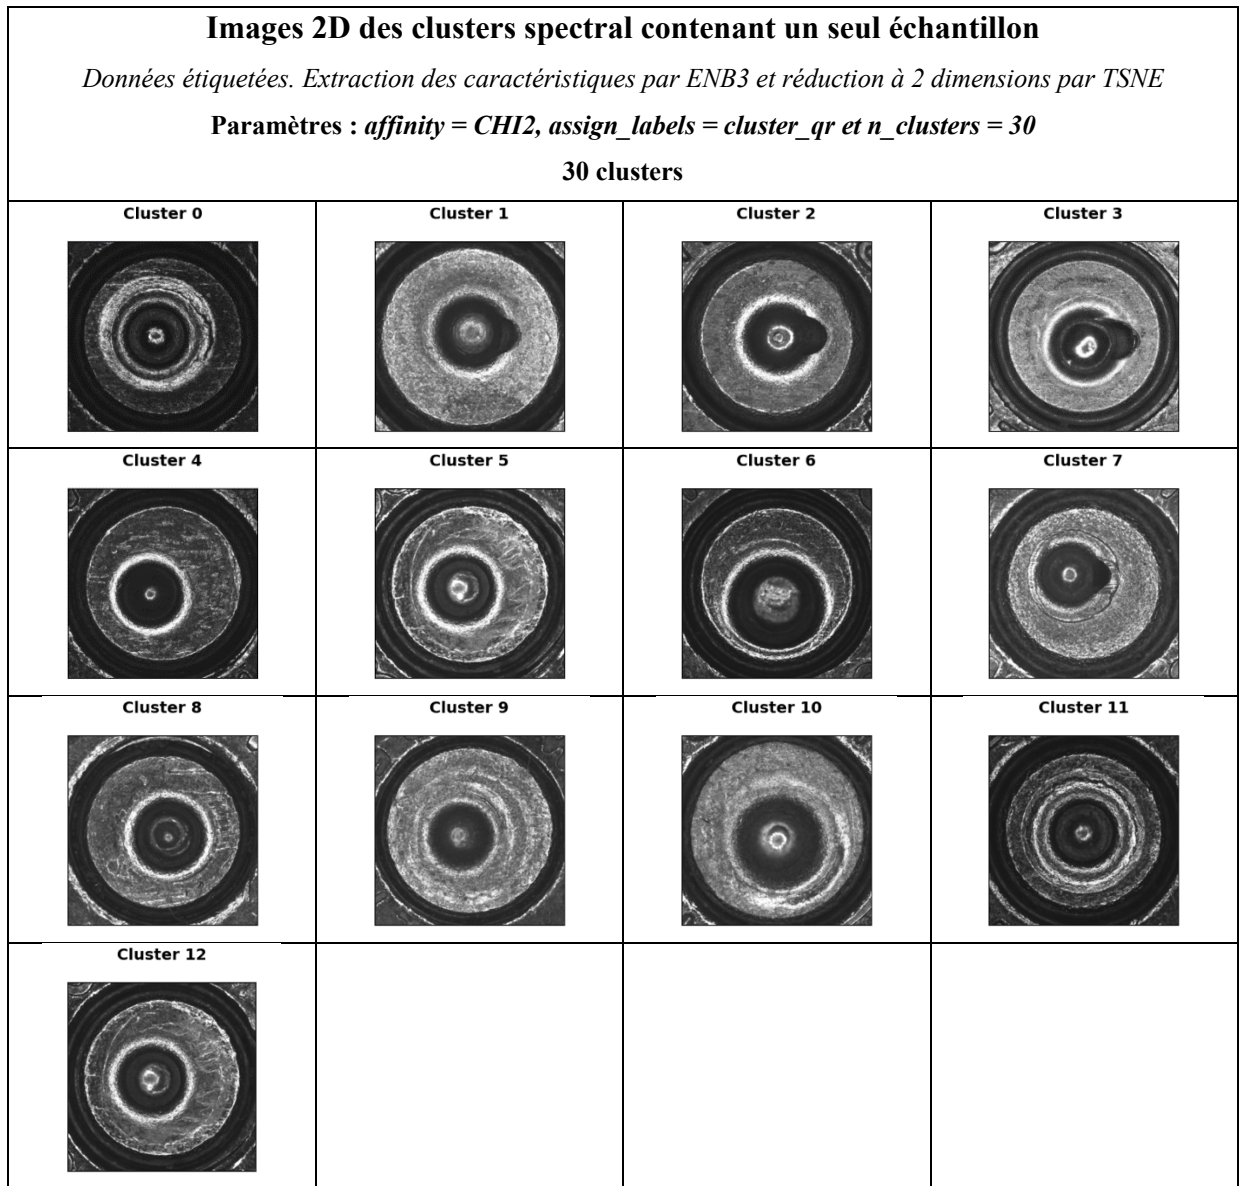 Images 2D des clusters spectral contenant un seul échantillon
Données étiquetées. Extraction des caractéristiques par ENB3 et réduction à 2 dimensions par TSNE
Paramètres : affinity = CHI2, assign_labels = cluster_qr et n_clusters = 30
30 clusters
Cluster 0
Cluster 1
Cluster 2
Cluster 3
Cluster 4
Cluster 5
Cluster 6
Cluster 7
Cluster 8
Cluster 9
Cluster 10
Cluster 11
Cluster 12